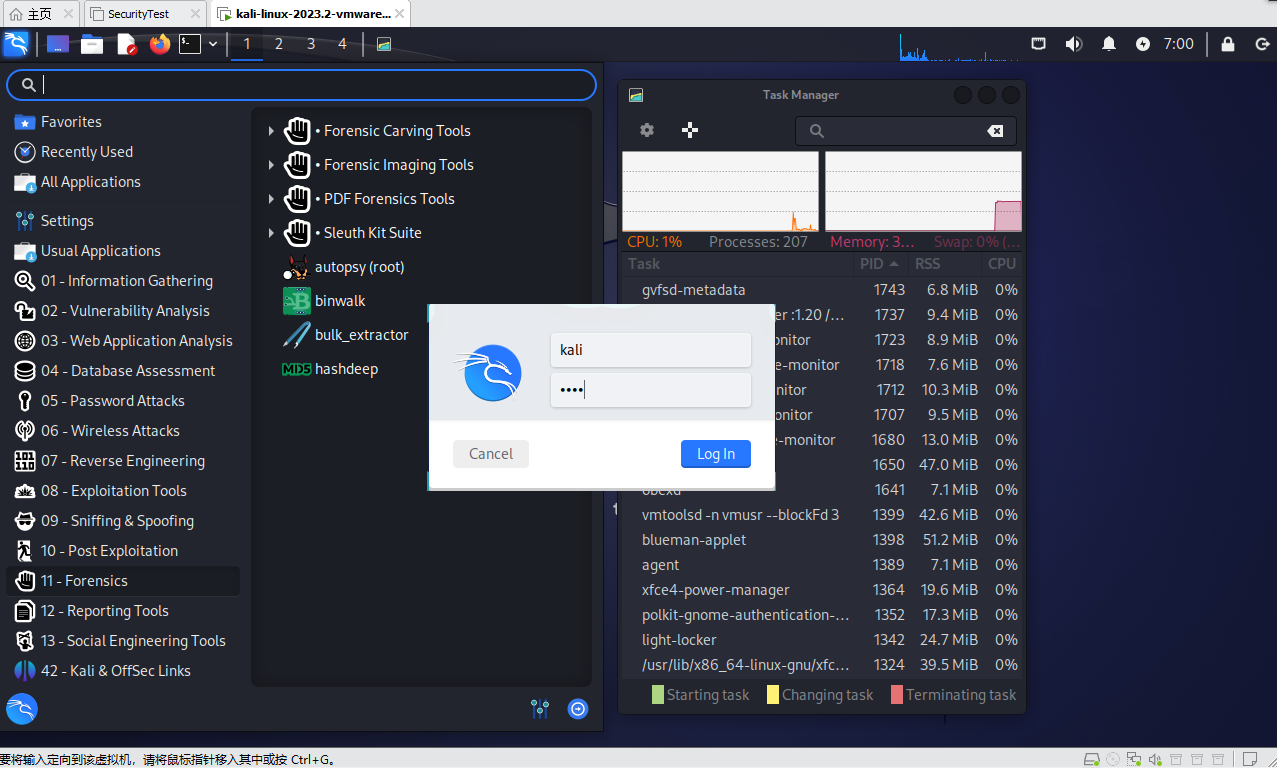 主页
SecurityTest
kali-linux-2023.2-vmware...
1 2 3 4
7:00
Favorites
Recently Used
All Applications
Settings
Usual Applications
01 - Information Gathering
02 - Vulnerability Analysis
03 - Web Application Analysis
04 - Database Assessment
05 - Password Attacks
06 - Wireless Attacks
07 - Reverse Engineering
08 - Exploitation Tools
09 - Sniffing & Spoofing
10 - Post Exploitation
11 - Forensics
12 - Reporting Tools
13 - Social Engineering Tools
42 - Kali & OffSec Links
• Forensic Carving Tools
• Forensic Imaging Tools
• PDF Forensics Tools
• Sleuth Kit Suite
autopsy (root)
binwalk
bulk_extractor
MD5 hashdeep
kali
••••
Cancel
Log In
Task Manager
CPU: 1% Processes: 207 Memory: 3... Swap: 0% (...
Task PID RSS CPU
gvfsd-metadata 1743 6.8 MiB 0%
er :1.20 /... 1737 9.4 MiB 0%
onitor 1723 8.9 MiB 0%
e-monitor 1718 7.6 MiB 0%
onitor 1712 10.3 MiB 0%
onitor 1707 9.5 MiB 0%
e-monitor 1680 13.0 MiB 0%
1650 47.0 MiB 0%
obexd 1641 7.1 MiB 0%
vmtoolsd -n vmusr --blockFd 3 1399 42.6 MiB 0%
blueman-applet 1398 51.2 MiB 0%
agent 1389 7.1 MiB 0%
xfce4-power-manager 1364 19.6 MiB 0%
polkit-gnome-authentication-... 1352 17.3 MiB 0%
light-locker 1342 24.7 MiB 0%
/usr/lib/x86_64-linux-gnu/xfc... 1324 39.5 MiB 0%
Starting task Changing task Terminating task
要将输入定向到该虚拟机，请将鼠标指针移入其中或按 Ctrl+G。